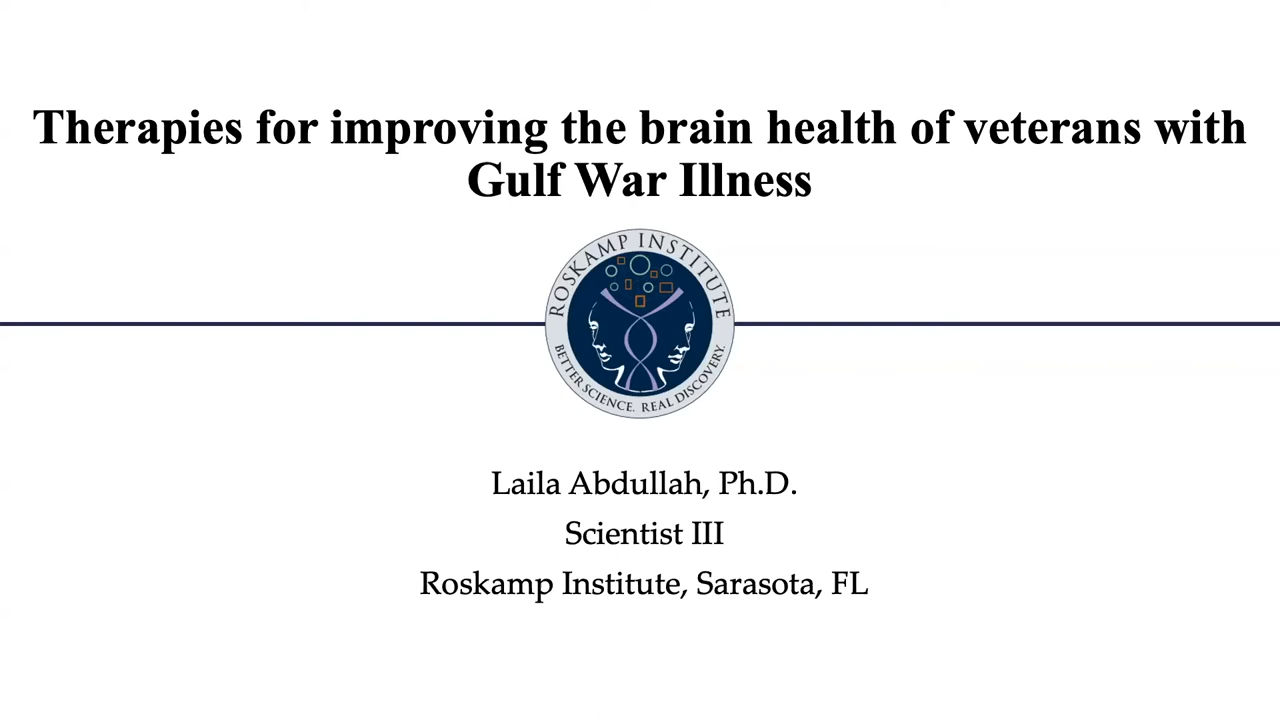 Therapies for improving the brain health of veterans with
Gulf War Illness
ROSKAMP INSTITUTE
BETTER SCIENCE. REAL DISCOVERY.
Laila Abdullah, Ph.D.
Scientist III
Roskamp Institute, Sarasota, FL